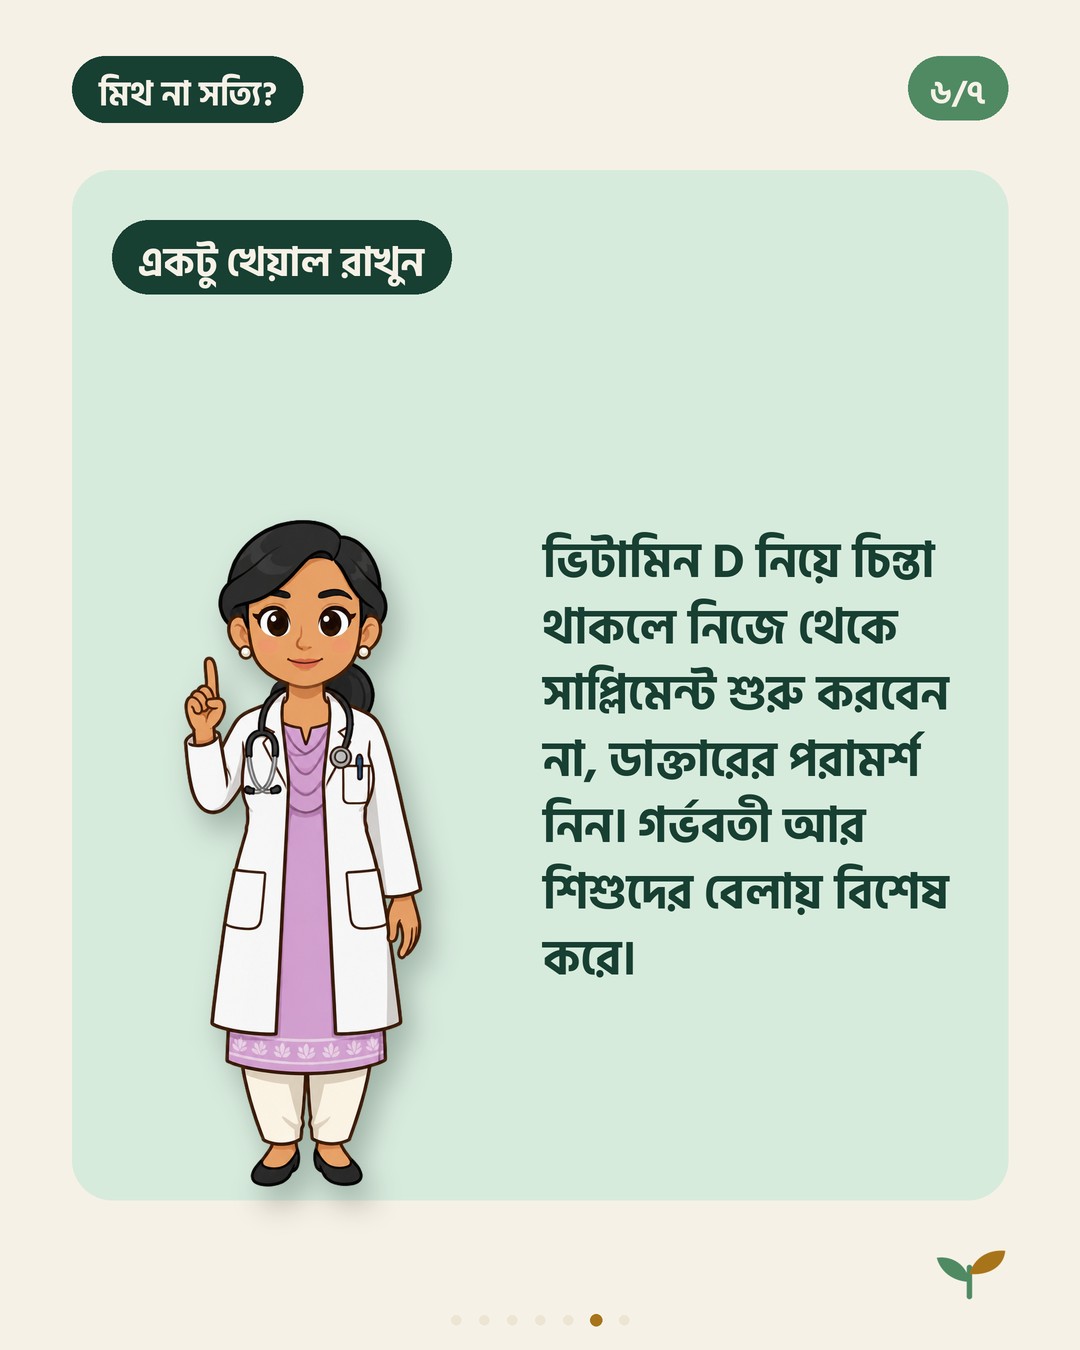 মিথ না সত্যি?
৬/৭
একটু খেয়াল রাখুন
ভিটামিন D নিয়ে চিন্তা
থাকলে নিজে থেকে
সাপ্লিমেন্ট শুরু করবেন
না, ডাক্তারের পরামর্শ
নিন। গর্ভবতী আর
শিশুদের বেলায় বিশেষ
করে।